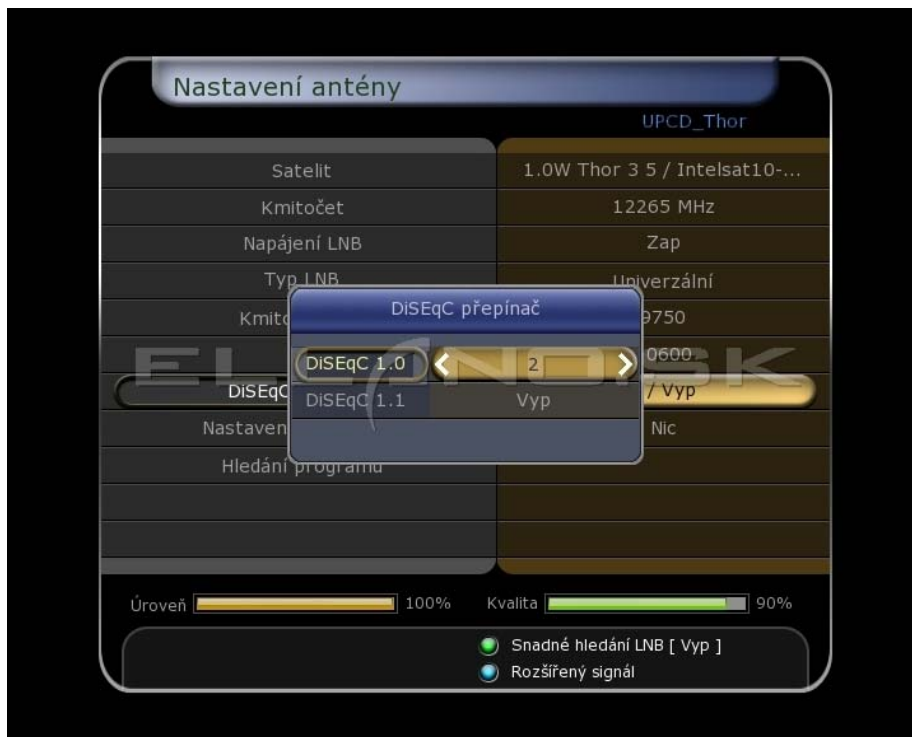 Nastavení antény
UPCD_Thor
Satelit 1.0W Thor 3 5 / Intelsat10-...
Kmitočet 12265 MHz
Napájení LNB Zap
Typ LNB Univerzální
DiSEqC přepínač
9750
DiSEqC 1.0 2
0600
DiSEqC / Vyp
DiSEqC 1.1 Vyp
Nastaven Nic
Hledání programu
Úroveň 100% Kvalita 90%
Snadné hledání LNB [ Vyp ]
Rozšířený signál